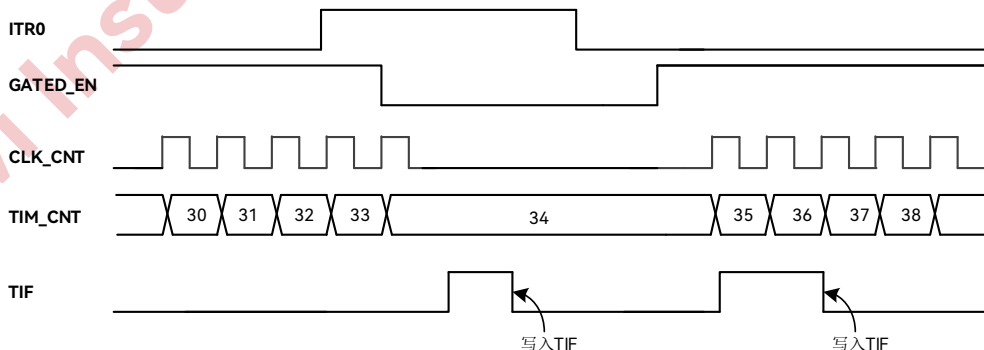 ITR0
GATED_EN
CLK_CNT
TIM_CNT 30 31 32 33 34 35 36 37 38
TIF
写入TIF 写入TIF